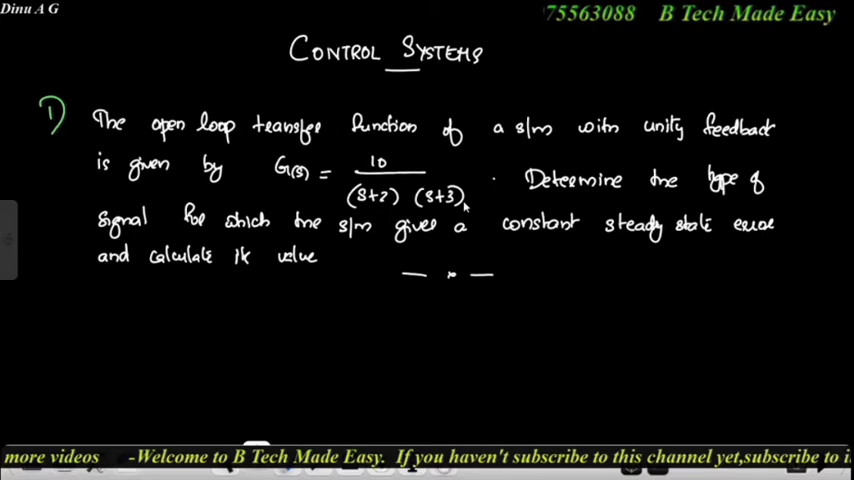 Dinu A G
75563088 B Tech Made Easy
CONTROL SYSTEMS
1) The open loop transfer function of a s/m with unity feedback
is given by G(s) = 10 / (s+2) (s+3) . Determine the type of
signal for which the s/m gives a constant steady state error
and calculate its value
more videos -Welcome to B Tech Made Easy. If you haven't subscribe to this channel yet,subscribe to i